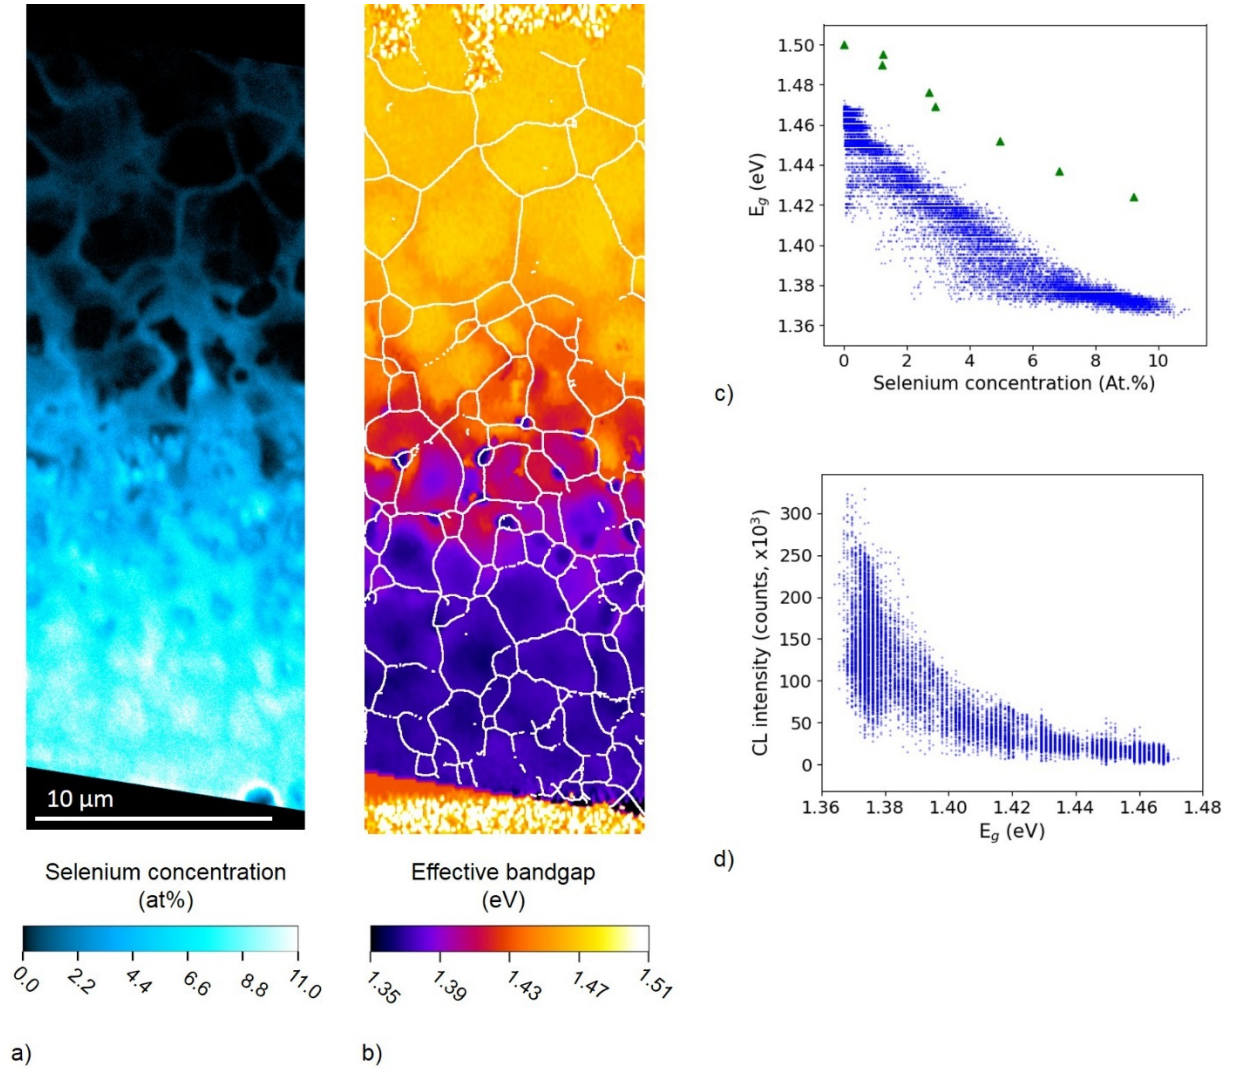 10 µm
Selenium concentration
(at%)
0.0 2.2 4.4 6.6 8.8 11.0
a)
Effective bandgap
(eV)
1.35 1.39 1.43 1.47 1.51
b)
1.50
1.48
1.46
1.44
1.42
1.40
1.38
1.36
E_g (eV)
0 2 4 6 8 10
Selenium concentration (At.%)
c)
300
250
200
150
100
50
0
CL intensity (counts, x10³)
1.36 1.38 1.40 1.42 1.44 1.46 1.48
E_g (eV)
d)